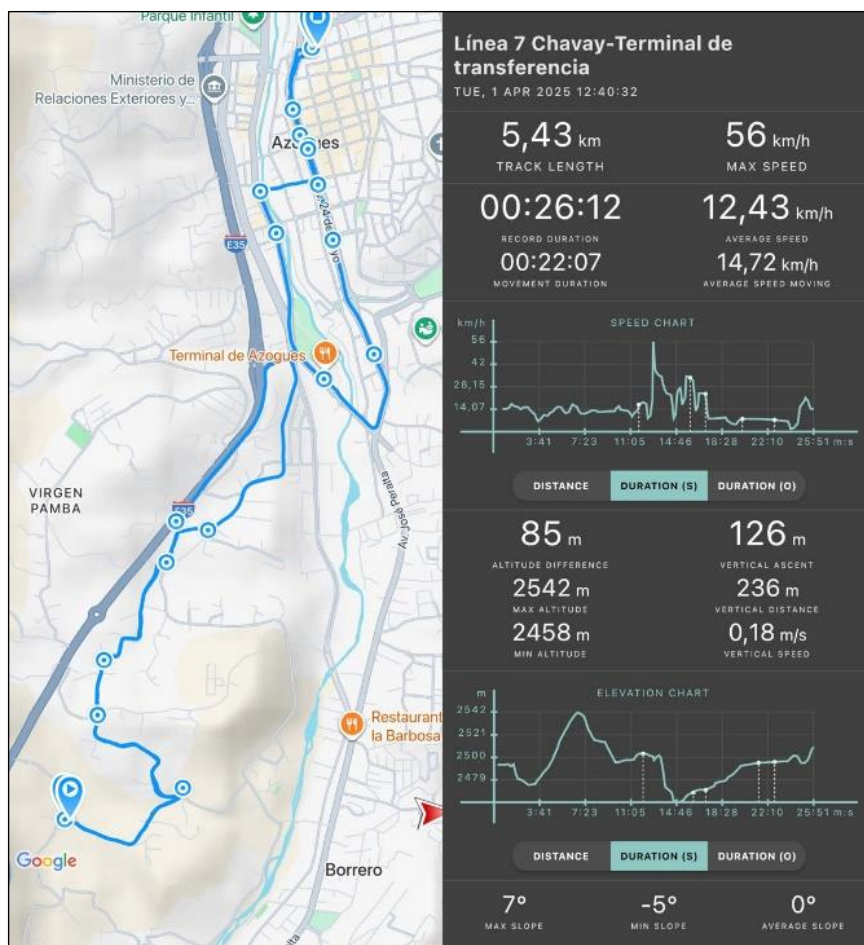 Parque Infantil
Ministerio de
Relaciones Exteriores y...
Azogues
24 de
yo
E35
Terminal de Azogues
VIRGEN
PAMBA
E35
Av. José Peralta
Restaurant
la Barbosa
Google
Borrero
Línea 7 Chavay-Terminal de
transferencia
TUE, 1 APR 2025 12:40:32
5,43 km 56 km/h
TRACK LENGTH MAX SPEED
00:26:12 12,43 km/h
RECORD DURATION AVERAGE SPEED
00:22:07 14,72 km/h
MOVEMENT DURATION AVERAGE SPEED MOVING
km/h SPEED CHART
56
42
28,15
14,07
3:41 7:23 11:05 14:46 18:28 22:10 25:51 m:s
DISTANCE DURATION (S) DURATION (O)
85 m 126 m
ALTITUDE DIFFERENCE VERTICAL ASCENT
2542 m 236 m
MAX ALTITUDE VERTICAL DISTANCE
2458 m 0,18 m/s
MIN ALTITUDE VERTICAL SPEED
m ELEVATION CHART
2542
2521
2500
2479
3:41 7:23 11:05 14:46 18:28 22:10 25:51 m:s
DISTANCE DURATION (S) DURATION (O)
7° -5° 0°
MAX SLOPE MIN SLOPE AVERAGE SLOPE